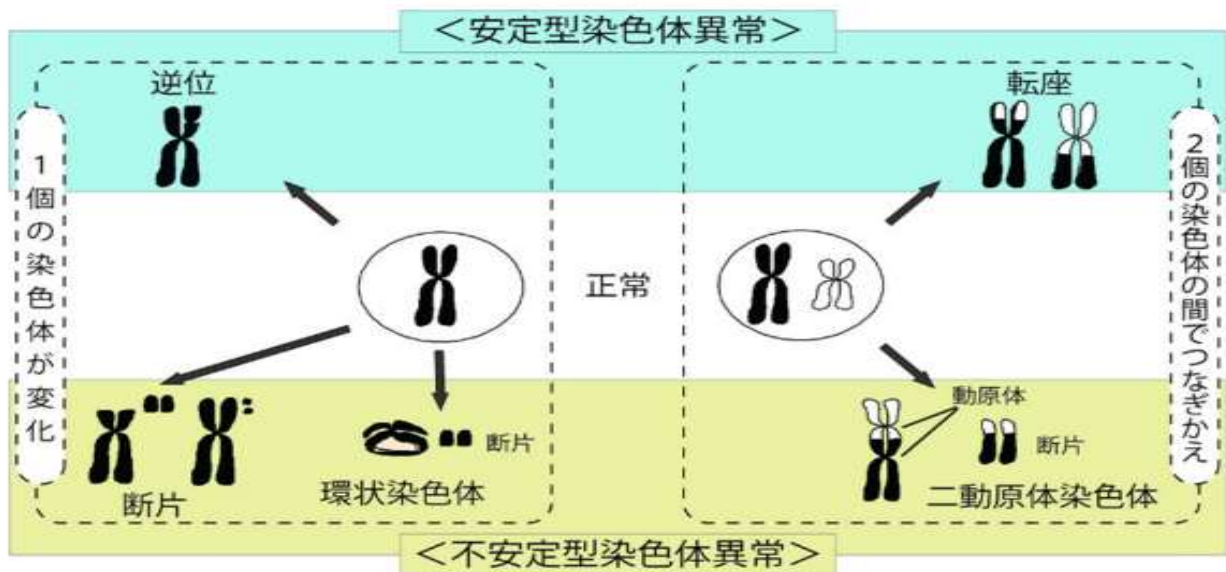 ＜安定型染色体異常＞
逆位
転座
1個の染色体が変化
2個の染色体の間でつなぎかえ
正常
動原体
断片
断片
断片
環状染色体
二動原体染色体
＜不安定型染色体異常＞